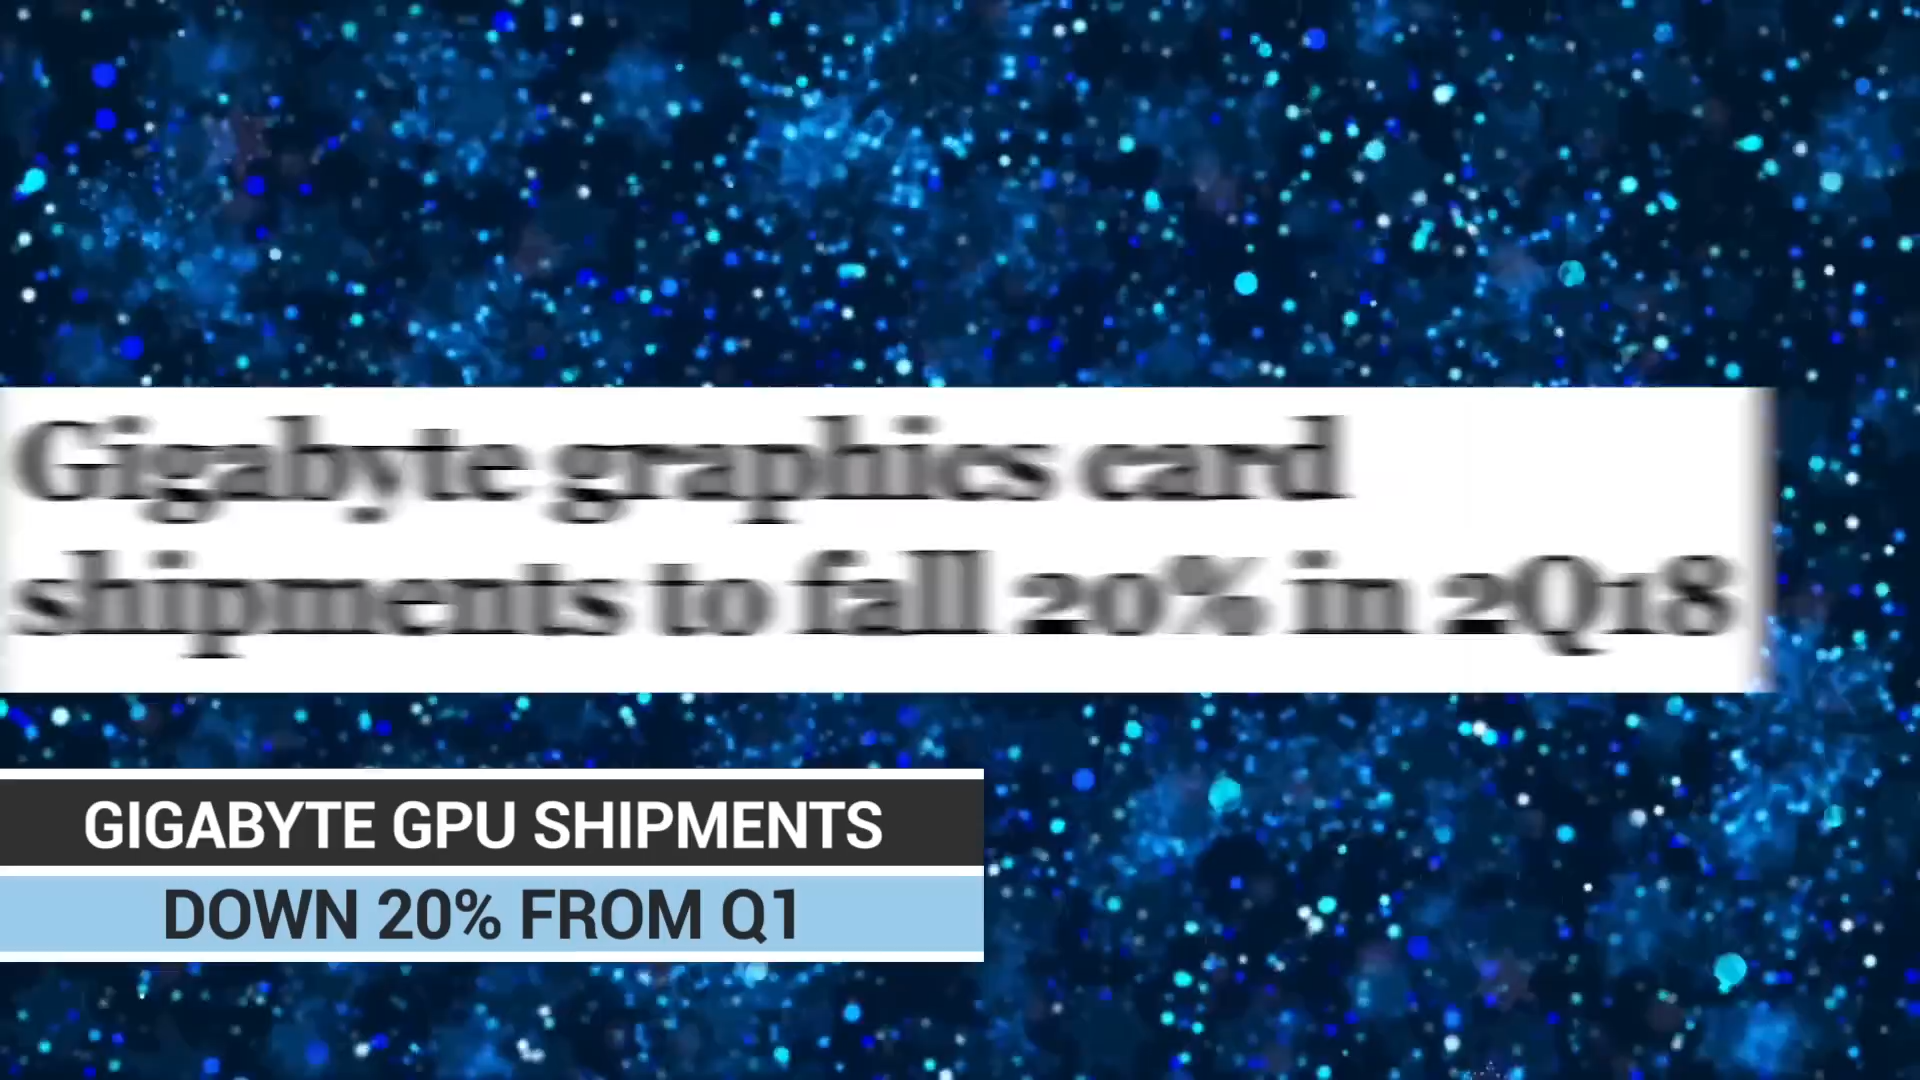 Gigabyte graphics card
shipments to fall 20% in 2Q18
GIGABYTE GPU SHIPMENTS
DOWN 20% FROM Q1